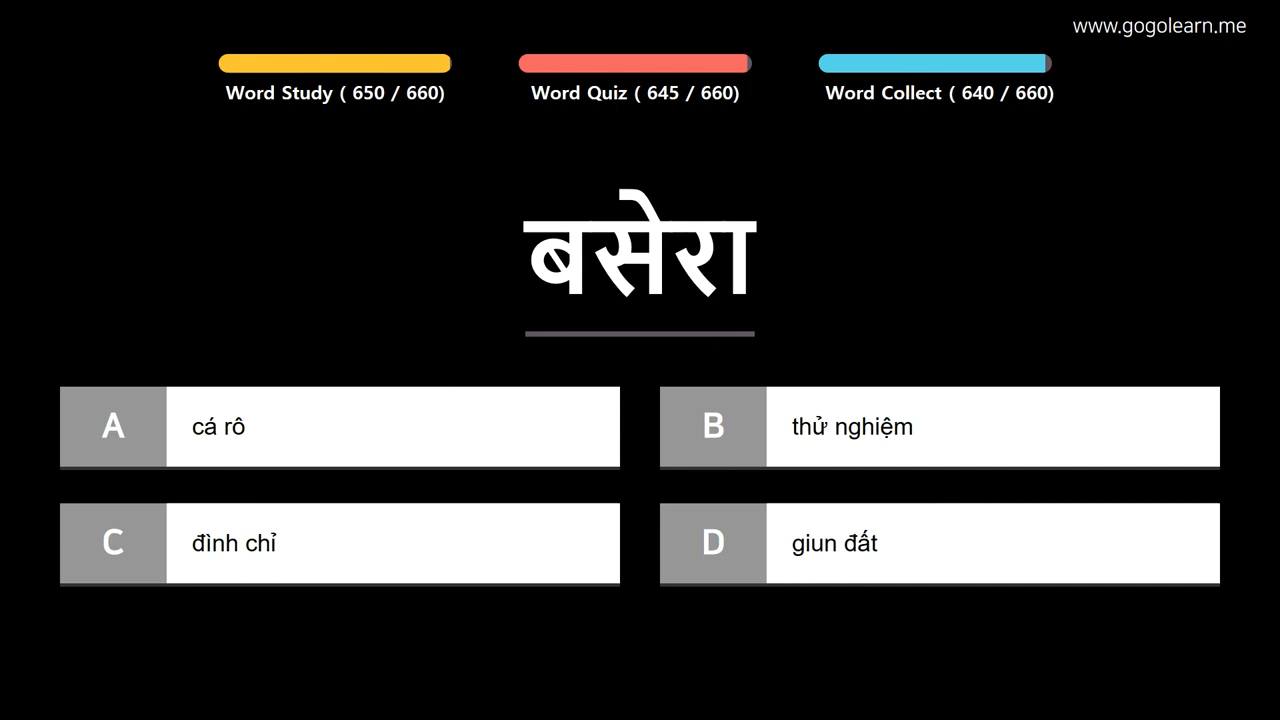 www.gogolearn.me
Word Study ( 650 / 660)
Word Quiz ( 645 / 660)
Word Collect ( 640 / 660)
बसेरा
A cá rô
B thử nghiệm
C đình chỉ
D giun đất